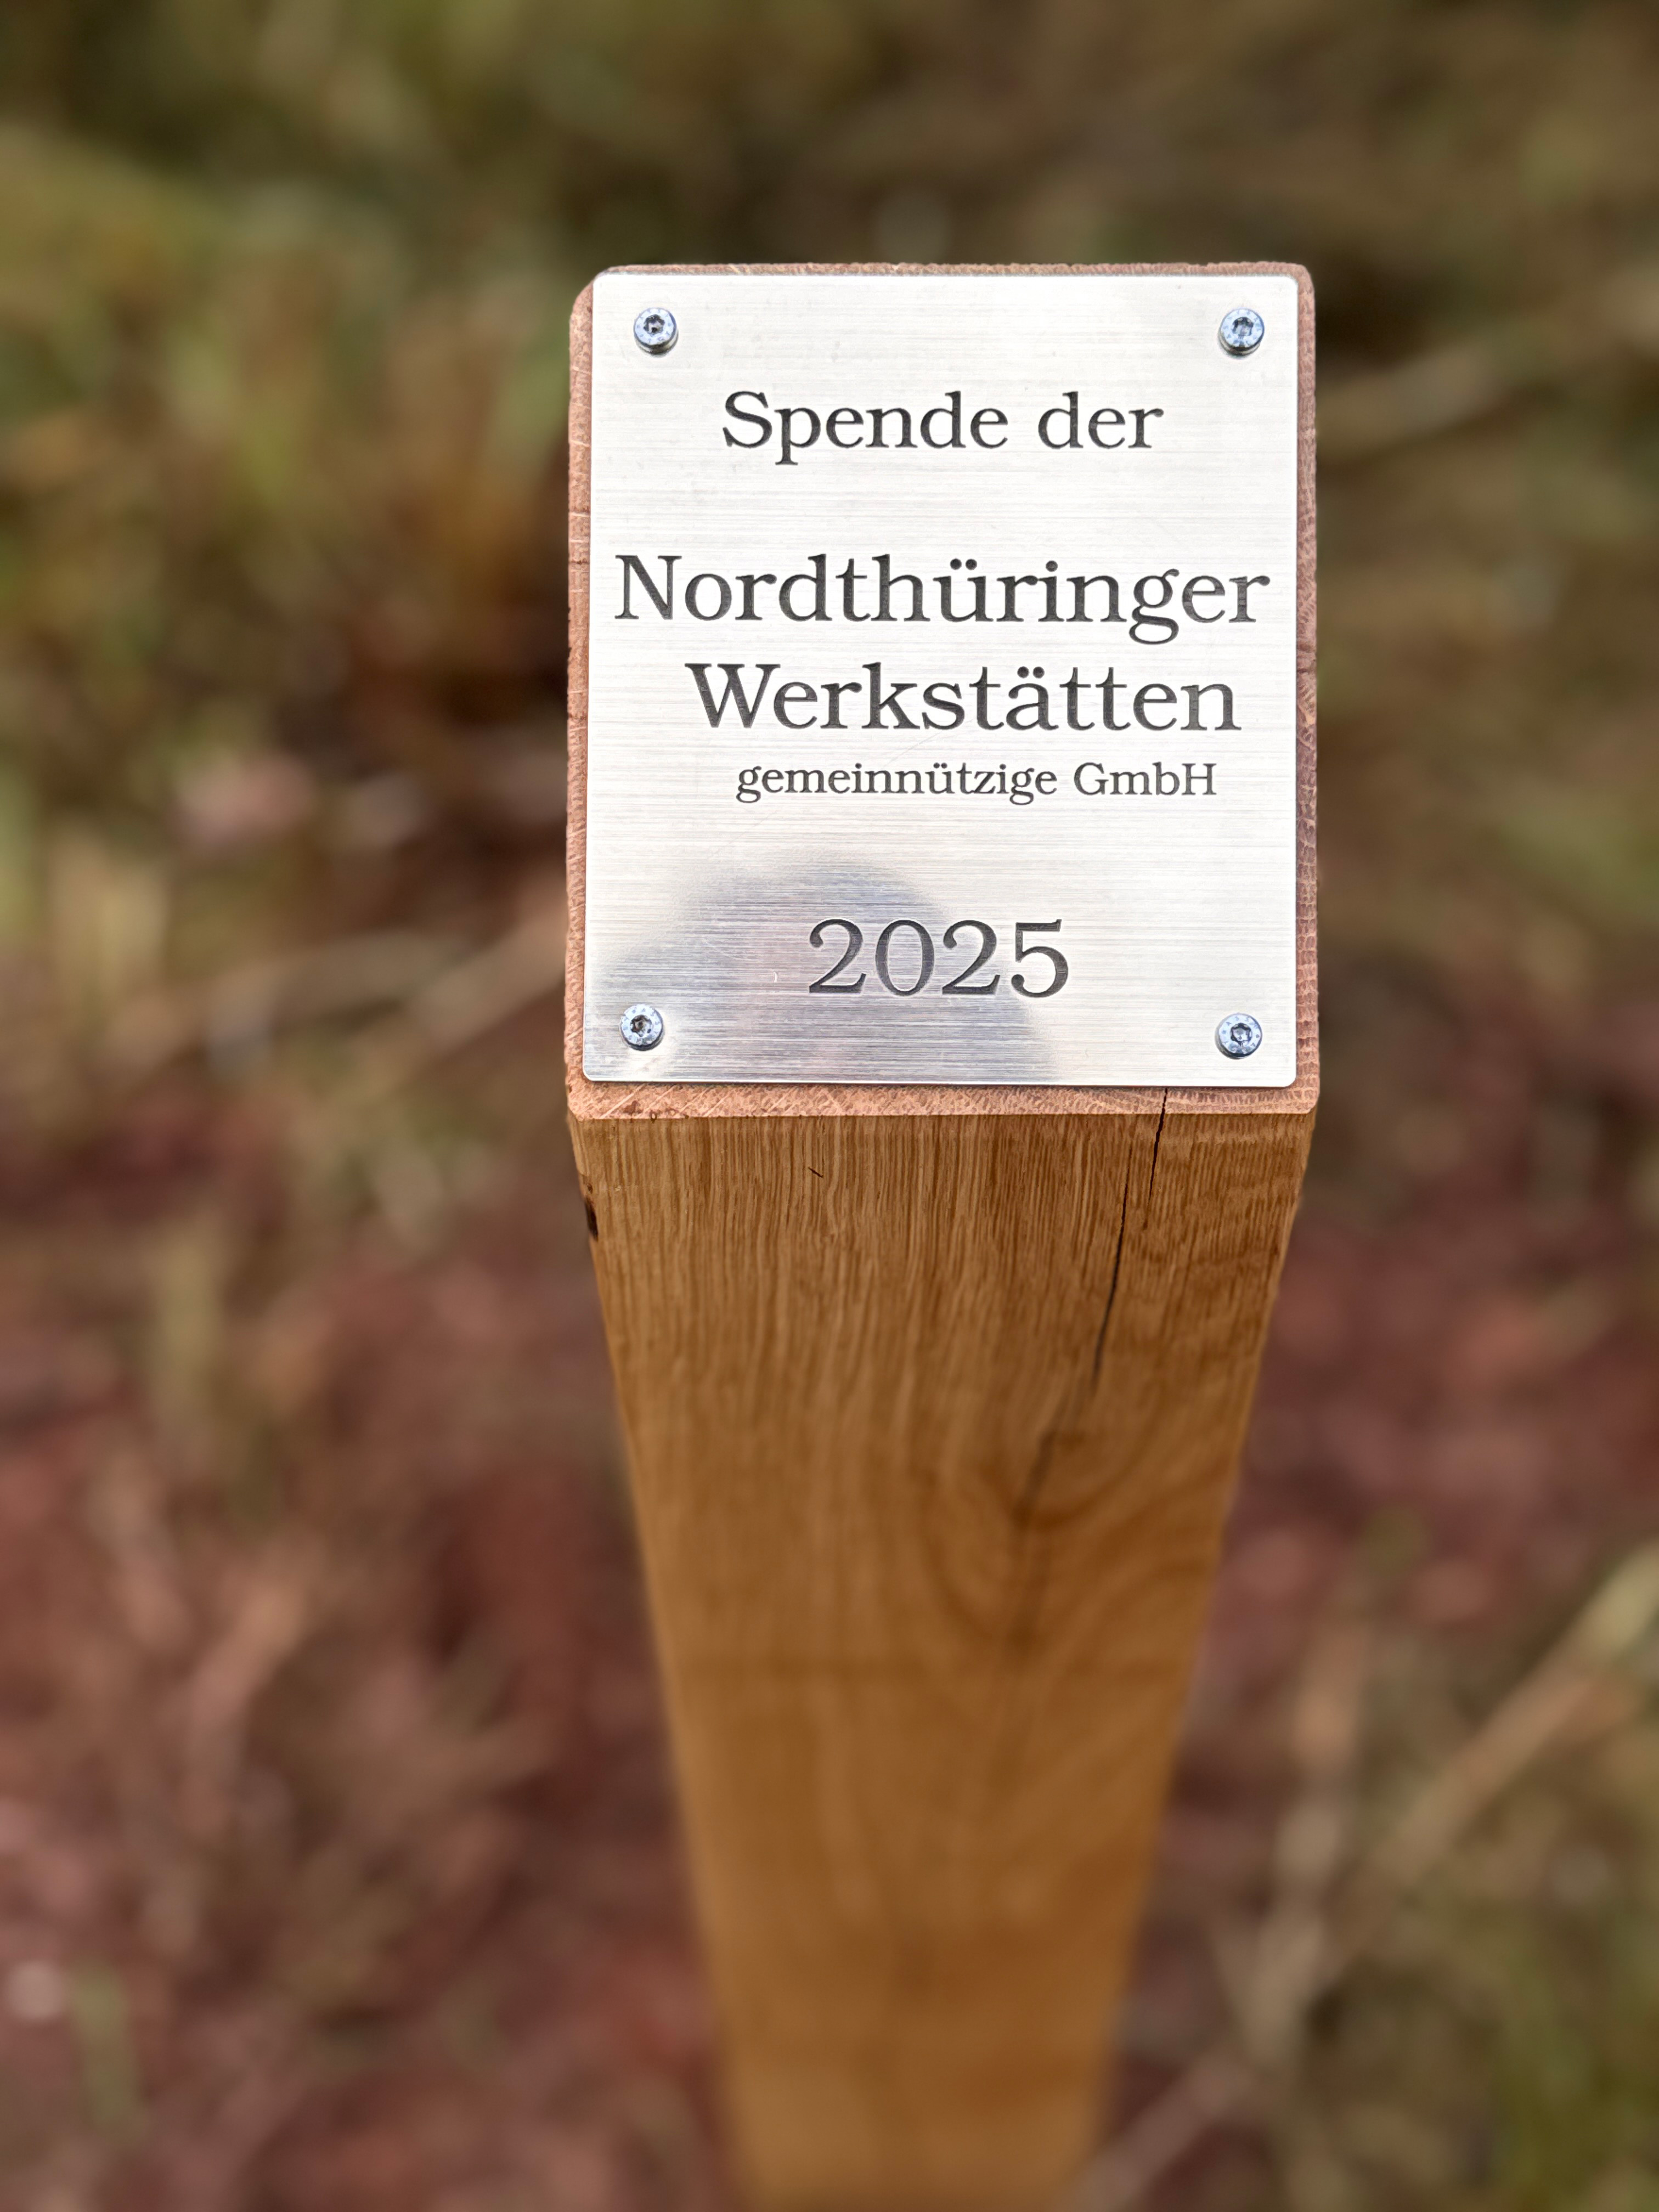 Spende der
Nordthüringer
Werkstätten
gemeinnützige GmbH
2025